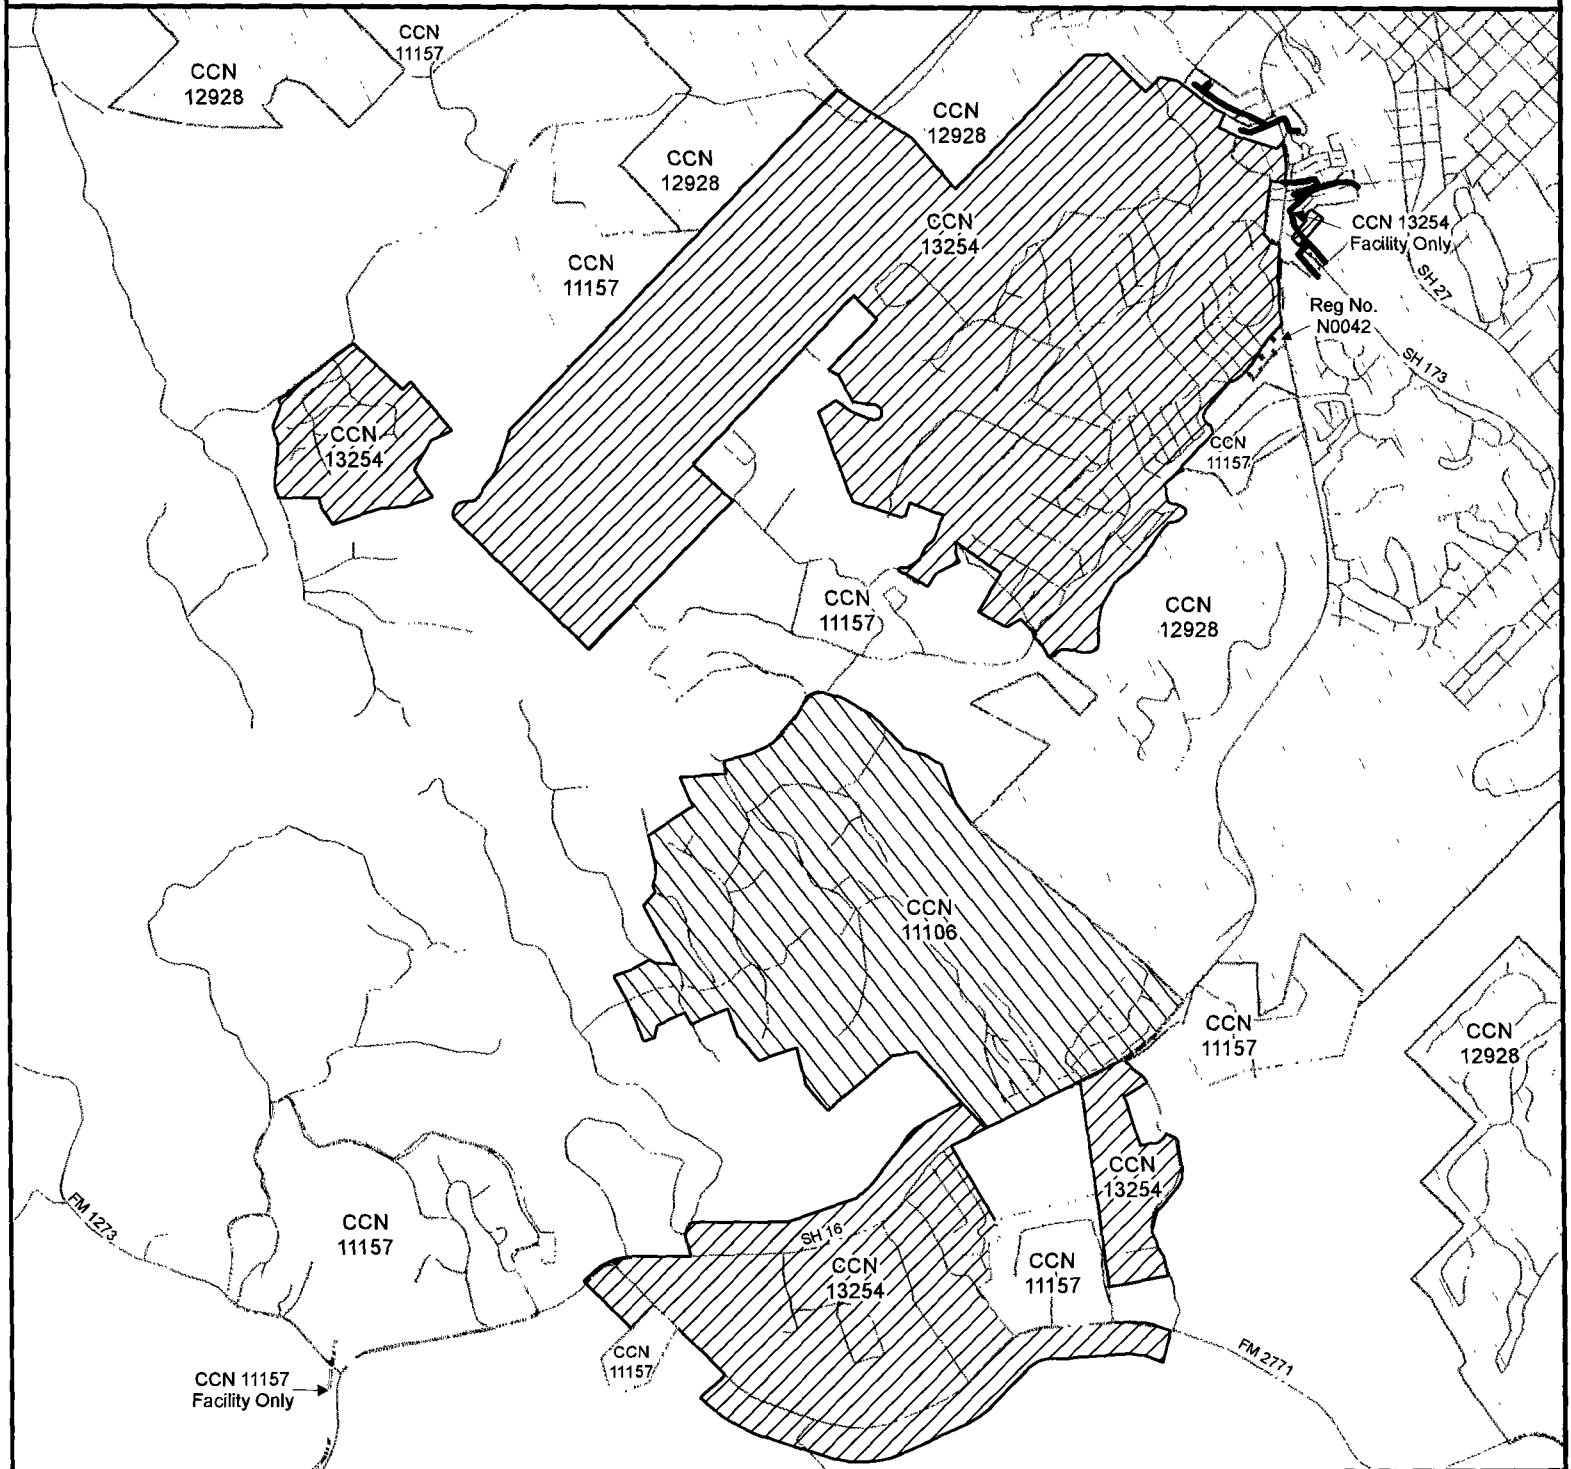 CCN
11157
CCN
12928
CCN
12928
CCN
12928
CCN
13254
CCN 13254
Facility Only
CCN
11157
SH 27
Reg No.
N0042
SH 173
CCN
13254
CCN
11157
CCN
11157
CCN
12928
CCN
11106
CCN
11157
CCN
12928
CCN
13254
FM 1273
CCN
11157
SH 16
CCN
13254
CCN
11157
CCN
11157
FM 2771
CCN 11157
Facility Only